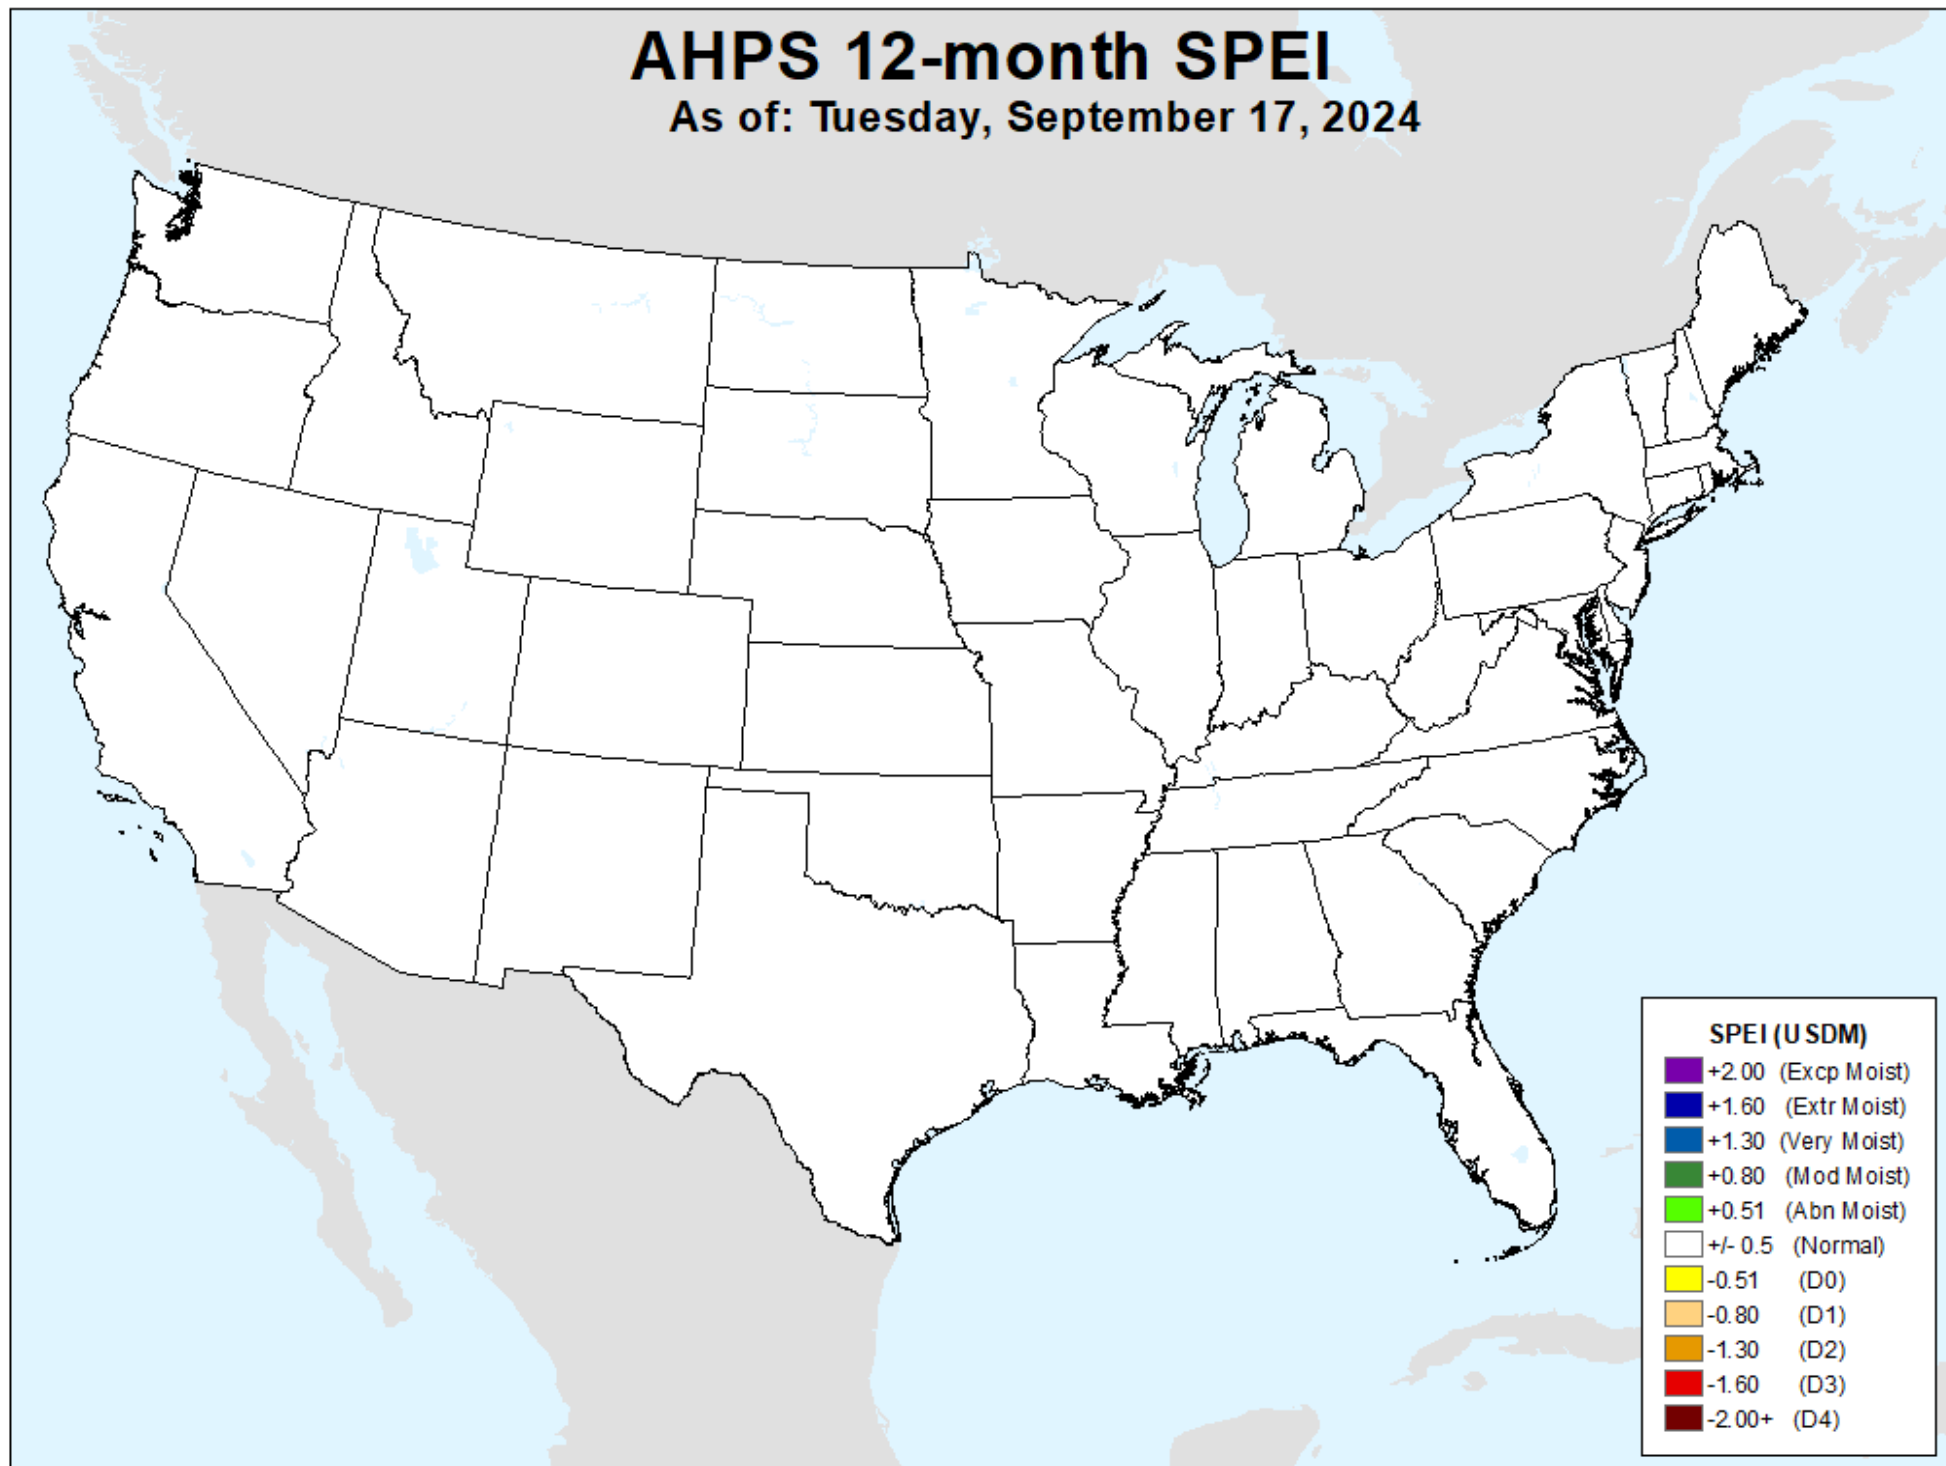 AHPS 12-month SPEI
As of: Tuesday, September 17, 2024
SPEI (USDM)
+2.00 (Excp Moist)
+1.60 (Extr Moist)
+1.30 (Very Moist)
+0.80 (Mod Moist)
+0.51 (Abn Moist)
+/- 0.5 (Normal)
-0.51 (D0)
-0.80 (D1)
-1.30 (D2)
-1.60 (D3)
-2.00+ (D4)